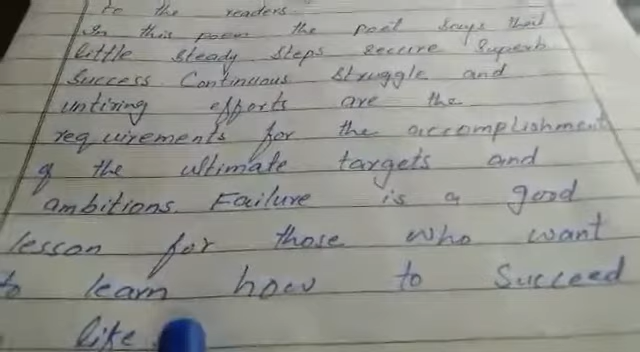 to the readers
In this poem the poet says that
little steady steps secure superb
success Continuous struggle and
untiring efforts are the
requirements for the accomplishment
of the ultimate targets and
ambitions. Failure is a good
lesson for those who want
to learn how to succeed
like